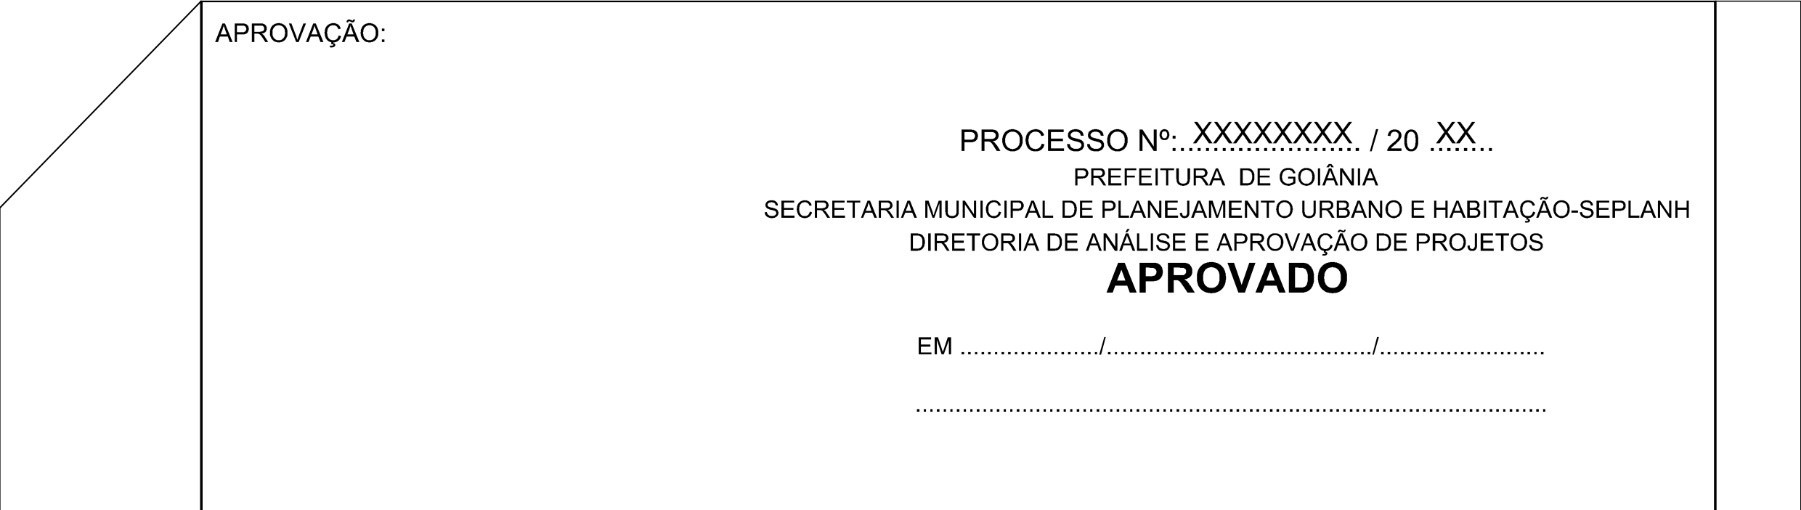 APROVAÇÃO:
PROCESSO Nº:..XXXXXXXX. / 20 .XX..
PREFEITURA DE GOIÂNIA
SECRETARIA MUNICIPAL DE PLANEJAMENTO URBANO E HABITAÇÃO-SEPLANH
DIRETORIA DE ANÁLISE E APROVAÇÃO DE PROJETOS
APROVADO
EM ...................../......................................../.........................
...............................................................................................